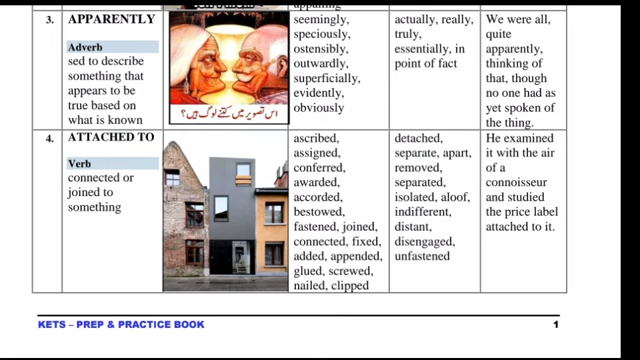 appalling
3.
APPARENTLY
Adverb
sed to describe
something that
appears to be
true based on
what is known
اس تصویر میں کتنے لوگ ہیں؟
seemingly,
speciously,
ostensibly,
outwardly,
superficially,
evidently,
obviously
actually, really,
truly,
essentially, in
point of fact
We were all,
quite
apparently,
thinking of
that, though
no one had as
yet spoken of
the thing.
4.
ATTACHED TO
Verb
connected or
joined to
something
ascribed,
assigned,
conferred,
awarded,
accorded,
bestowed,
fastened, joined,
connected, fixed,
added, appended,
glued, screwed,
nailed, clipped
detached,
separate, apart,
removed,
separated,
isolated, aloof,
indifferent,
distant,
disengaged,
unfastened
He examined
it with the air
of a
connoisseur
and studied
the price label
attached to it.
KETS – PREP & PRACTICE BOOK
1